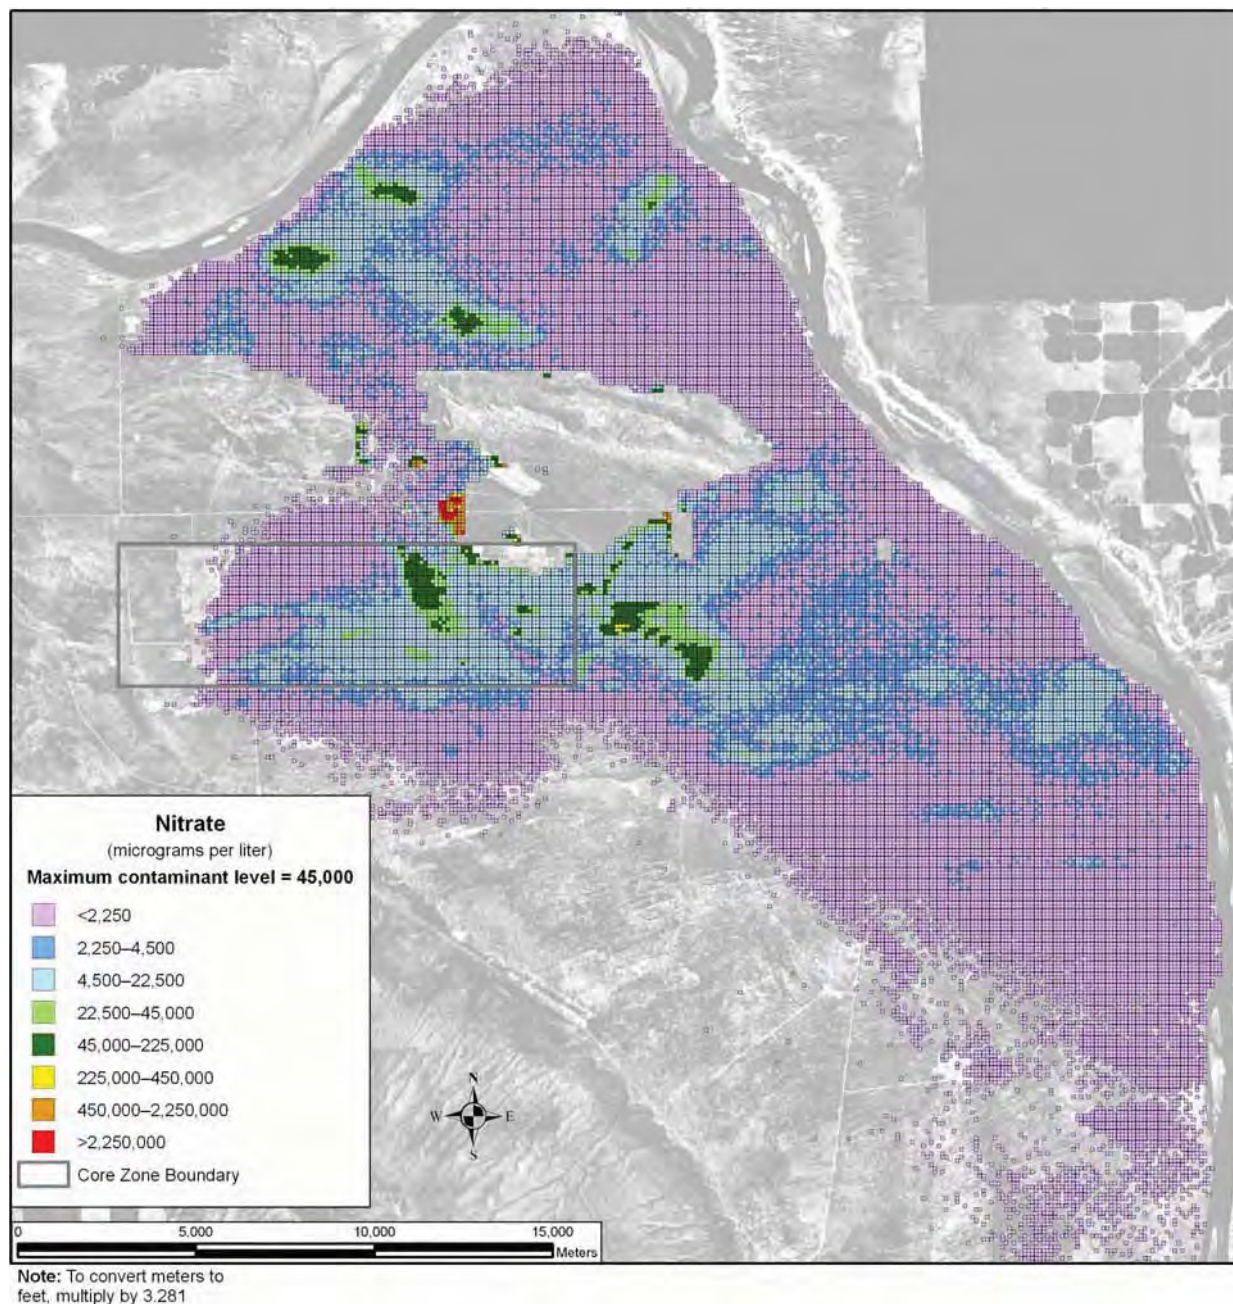 Nitrate
(micrograms per liter)
Maximum contaminant level = 45,000
<2,250
2,250–4,500
4,500–22,500
22,500–45,000
45,000–225,000
225,000–450,000
450,000–2,250,000
>2,250,000
Core Zone Boundary
N
W E
S
0 5,000 10,000 15,000
Meters
Note: To convert meters to
feet, multiply by 3.281